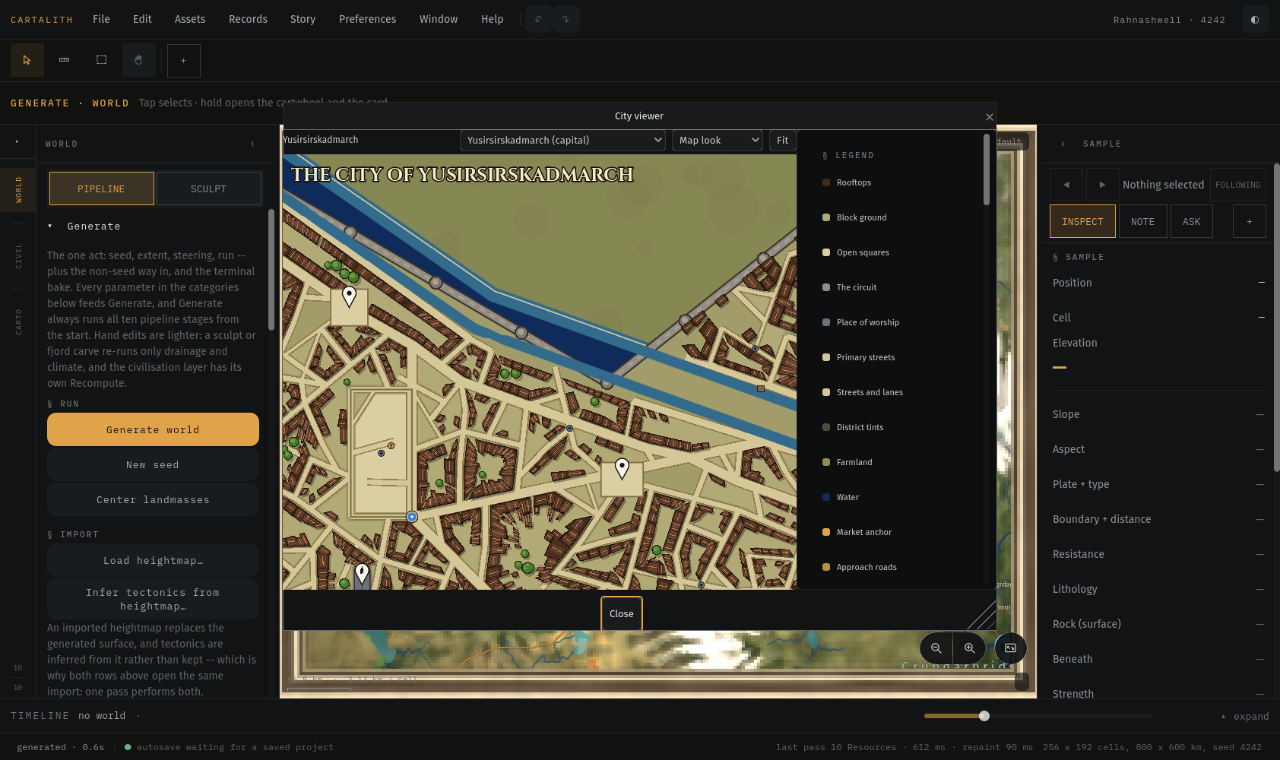 CARTALITH File Edit Assets Records Story Preferences Window Help Rahnashwell · 4242
GENERATE · WORLD Tap selects · hold opens the cartwheel and the card
City viewer
WORLD
CIVIL
CARTO
10
10
WORLD
PIPELINE SCULPT
Generate
The one act: seed, extent, steering, run --
plus the non-seed way in, and the terminal
bake. Every parameter in the categories
below feeds Generate, and Generate
always runs all ten pipeline stages from
the start. Hand edits are lighter: a sculpt or
fjord carve re-runs only drainage and
climate, and the civilisation layer has its
own Recompute.
§ RUN
Generate world
New seed
Center landmasses
§ IMPORT
Load heightmap…
Infer tectonics from
heightmap…
An imported heightmap replaces the
generated surface, and tectonics are
inferred from it rather than kept -- which is
why both rows above open the same
import: one pass performs both.
Yusirsirskadmarch Yusirsirskadmarch (capital) Map look Fit
THE CITY OF YUSIRSIRSKADMARCH
§ LEGEND
Rooftops
Block ground
Open squares
The circuit
Place of worship
Primary streets
Streets and lanes
District tints
Farmland
Water
Market anchor
Approach roads
Close
SAMPLE
Nothing selected FOLLOWING
INSPECT NOTE ASK +
§ SAMPLE
Position —
Cell —
Elevation
—
Slope —
Aspect —
Plate + type —
Boundary + distance —
Resistance —
Lithology —
Rock (surface) —
Beneath —
Strength —
TIMELINE no world · expand
generated · 0.6s autosave waiting for a saved project last pass 10 Resources · 612 ms · repaint 90 ms 256 x 192 cells, 800 x 600 km, seed 4242